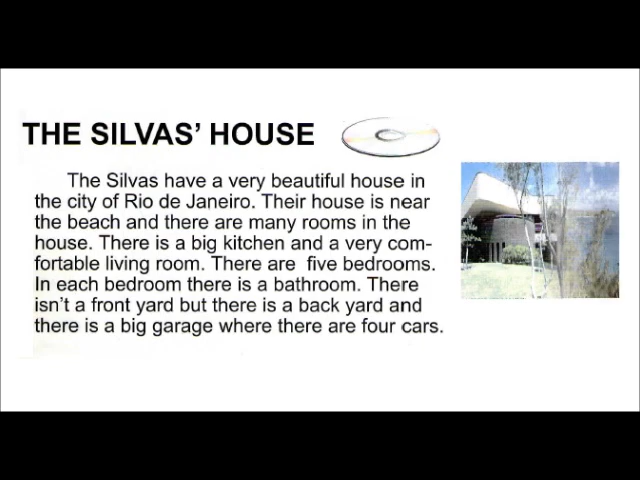 THE SILVAS' HOUSE
The Silvas have a very beautiful house in
the city of Rio de Janeiro. Their house is near
the beach and there are many rooms in the
house. There is a big kitchen and a very com-
fortable living room. There are  five bedrooms.
In each bedroom there is a bathroom. There
isn't a front yard but there is a back yard and
there is a big garage where there are four cars.